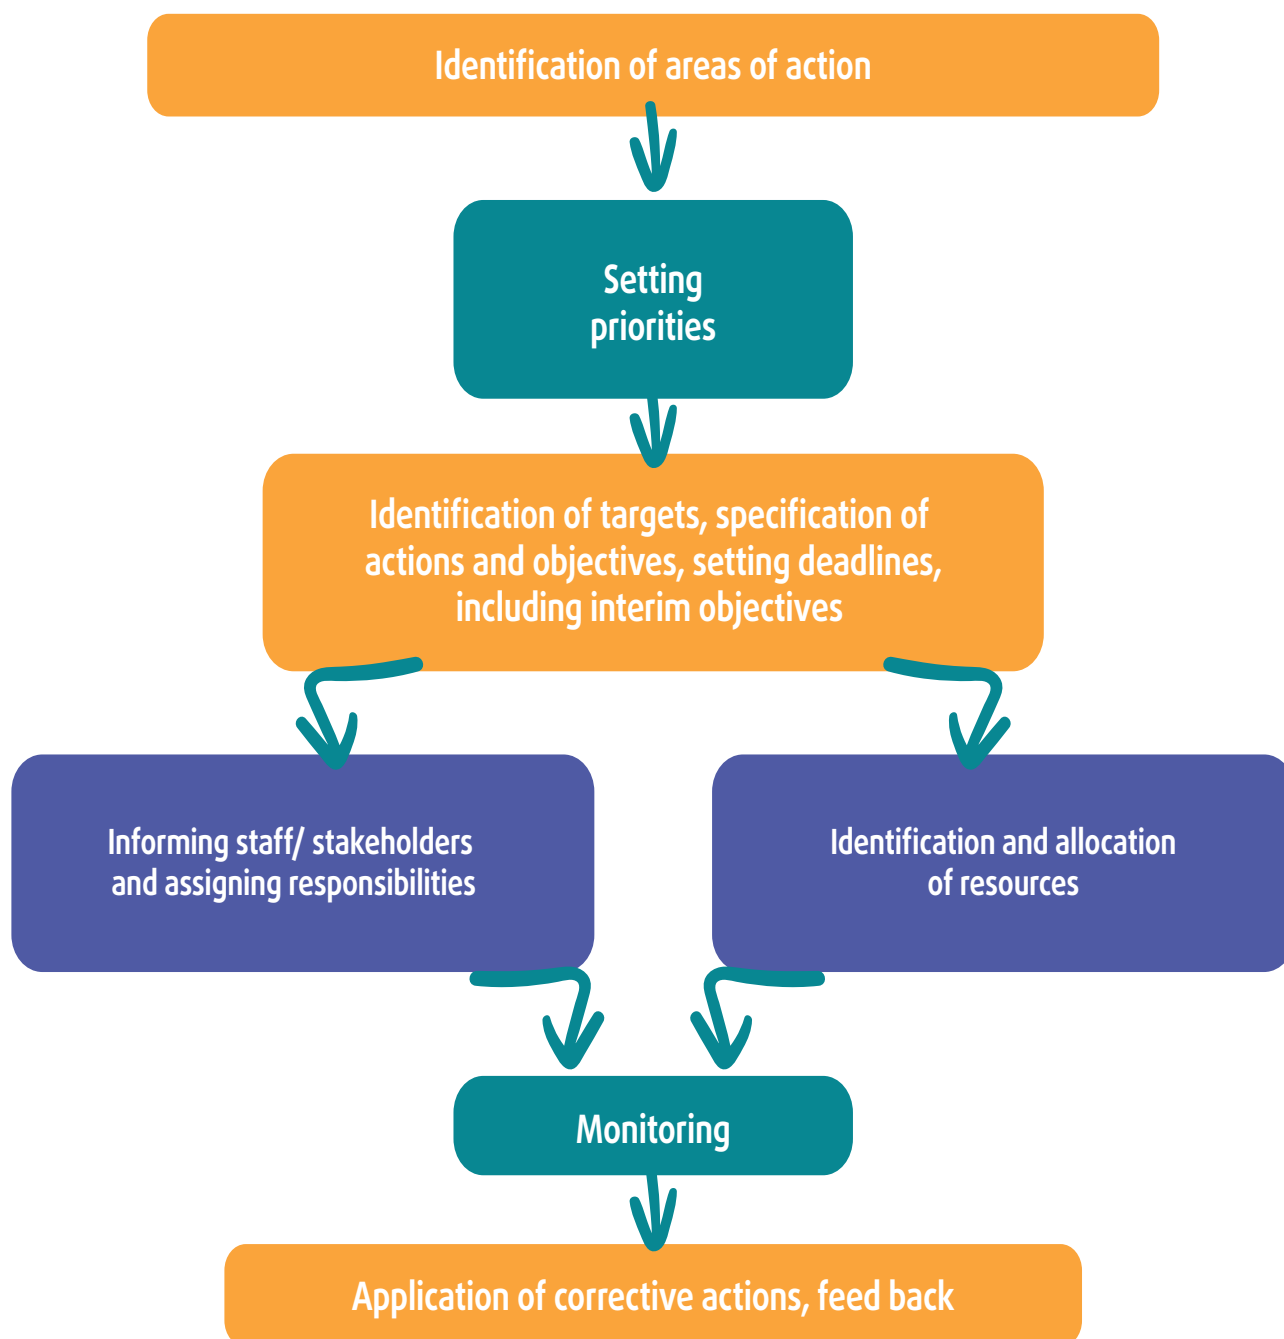 Identification of areas of action
Setting
priorities
Identification of targets, specification of
actions and objectives, setting deadlines,
including interim objectives
Informing staff/ stakeholders
and assigning responsibilities
Identification and allocation
of resources
Monitoring
Application of corrective actions, feed back